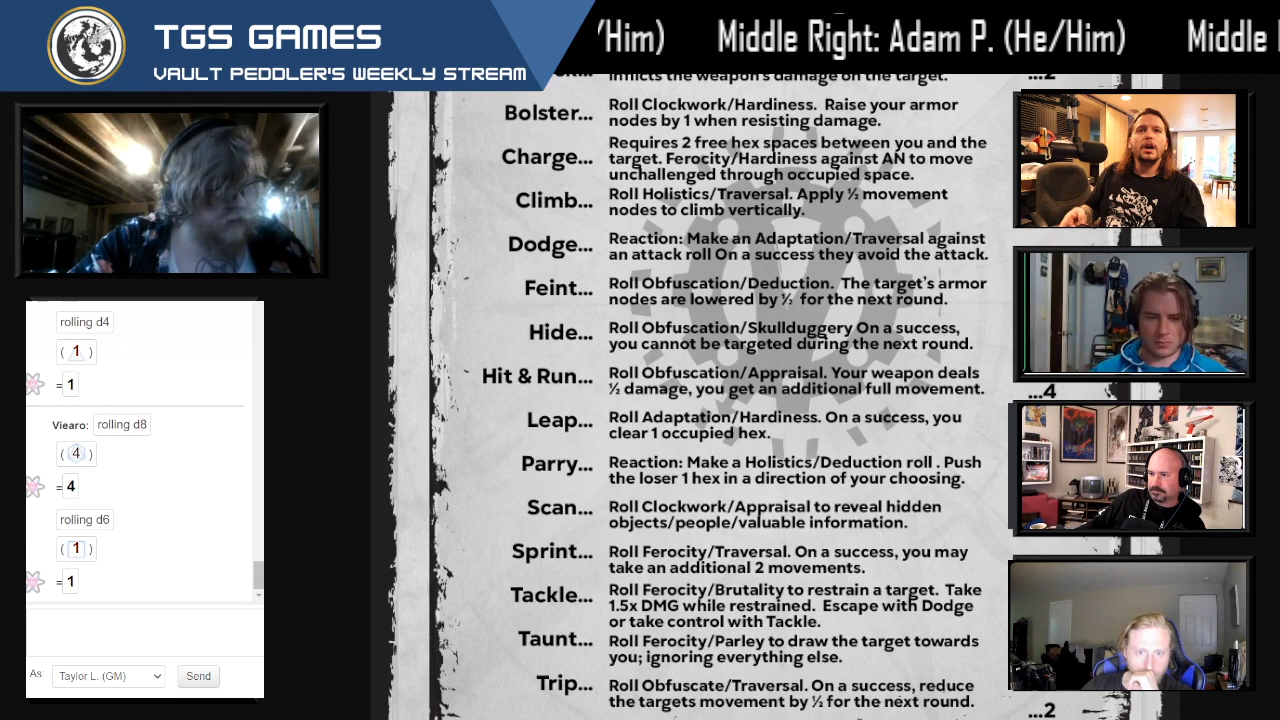 TGS GAMES
VAULT PEDDLER'S WEEKLY STREAM
/Him) Middle Right: Adam P. (He/Him) Middle
inflicts the weapon's damage on the target.
...2
Bolster... Roll Clockwork/Hardiness. Raise your armor
nodes by 1 when resisting damage.
Charge... Requires 2 free hex spaces between you and the
target. Ferocity/Hardiness against AN to move
unchallenged through occupied space.
Climb... Roll Holistics/Traversal. Apply ½ movement
nodes to climb vertically.
Dodge... Reaction: Make an Adaptation/Traversal against
an attack roll On a success they avoid the attack.
Feint... Roll Obfuscation/Deduction. The target's armor
nodes are lowered by ½ for the next round.
Hide... Roll Obfuscation/Skullduggery On a success,
you cannot be targeted during the next round.
Hit & Run... Roll Obfuscation/Appraisal. Your weapon deals
½ damage, you get an additional full movement.
...4
Leap... Roll Adaptation/Hardiness. On a success, you
clear 1 occupied hex.
Parry... Reaction: Make a Holistics/Deduction roll . Push
the loser 1 hex in a direction of your choosing.
Scan... Roll Clockwork/Appraisal to reveal hidden
objects/people/valuable information.
Sprint... Roll Ferocity/Traversal. On a success, you may
take an additional 2 movements.
Tackle... Roll Ferocity/Brutality to restrain a target. Take
1.5x DMG while restrained. Escape with Dodge
or take control with Tackle.
Taunt... Roll Ferocity/Parley to draw the target towards
you; ignoring everything else.
Trip... Roll Obfuscate/Traversal. On a success, reduce
the targets movement by ½ for the next round.
...2
rolling d4
( 1 )
=1
Viearo: rolling d8
( 4 )
=4
rolling d6
( 1 )
=1
As: Taylor L. (GM) Send